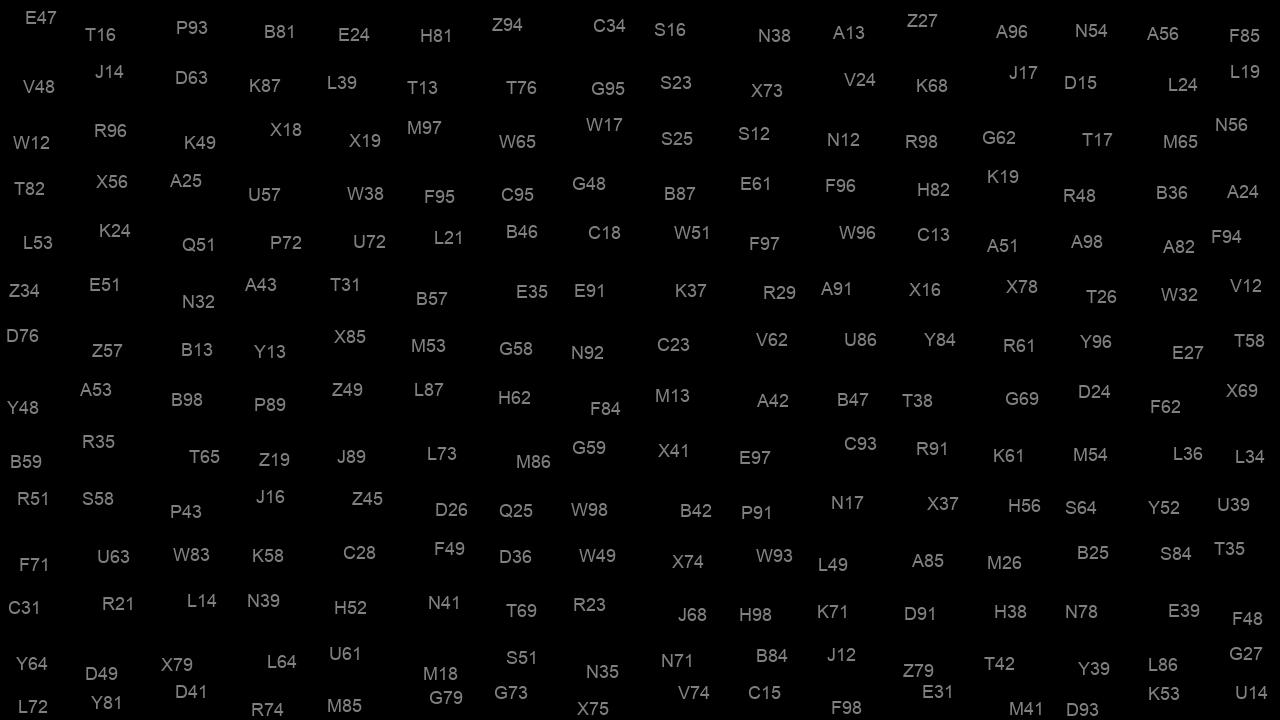 E47 T16 P93 B81 E24 H81 Z94 C34 S16 N38 A13 Z27 A96 N54 A56 F85
V48 J14 D63 K87 L39 T13 T76 G95 S23 X73 V24 K68 J17 D15 L24 L19
W12 R96 K49 X18 X19 M97 W65 W17 S25 S12 N12 R98 G62 T17 M65 N56
T82 X56 A25 U57 W38 F95 C95 G48 B87 E61 F96 H82 K19 R48 B36 A24
L53 K24 Q51 P72 U72 L21 B46 C18 W51 F97 W96 C13 A51 A98 A82 F94
Z34 E51 N32 A43 T31 B57 E35 E91 K37 R29 A91 X16 X78 T26 W32 V12
D76 Z57 B13 Y13 X85 M53 G58 N92 C23 V62 U86 Y84 R61 Y96 E27 T58
Y48 A53 B98 P89 Z49 L87 H62 F84 M13 A42 B47 T38 G69 D24 F62 X69
B59 R35 T65 Z19 J89 L73 M86 G59 X41 E97 C93 R91 K61 M54 L36 L34
R51 S58 P43 J16 Z45 D26 Q25 W98 B42 P91 N17 X37 H56 S64 Y52 U39
F71 U63 W83 K58 C28 F49 D36 W49 X74 W93 L49 A85 M26 B25 S84 T35
C31 R21 L14 N39 H52 N41 T69 R23 J68 H98 K71 D91 H38 N78 E39 F48
Y64 D49 X79 L64 U61 M18 S51 N35 N71 B84 J12 Z79 T42 Y39 L86 G27
L72 Y81 D41 R74 M85 G79 G73 X75 V74 C15 F98 E31 M41 D93 K53 U14